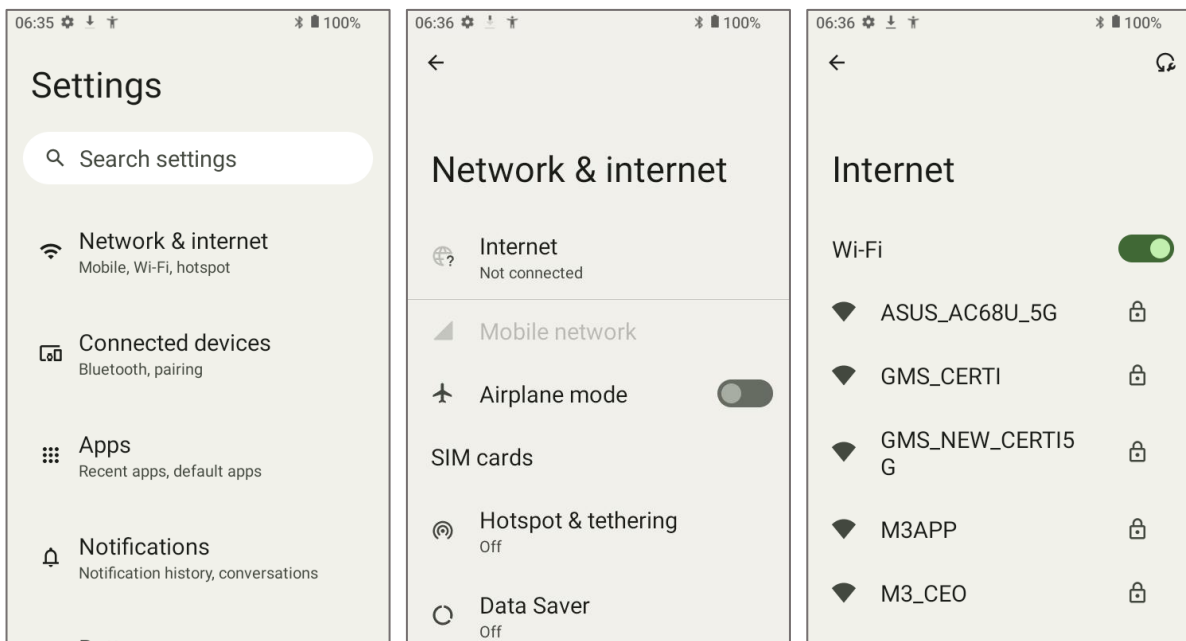 06:35 100%
Settings
Search settings
Network & internet
Mobile, Wi-Fi, hotspot
Connected devices
Bluetooth, pairing
Apps
Recent apps, default apps
Notifications
Notification history, conversations
06:36 100%
Network & internet
Internet
Not connected
Mobile network
Airplane mode
SIM cards
Hotspot & tethering
Off
Data Saver
Off
06:36 100%
Internet
Wi-Fi
ASUS_AC68U_5G
GMS_CERTI
GMS_NEW_CERTI5
G
M3APP
M3_CEO